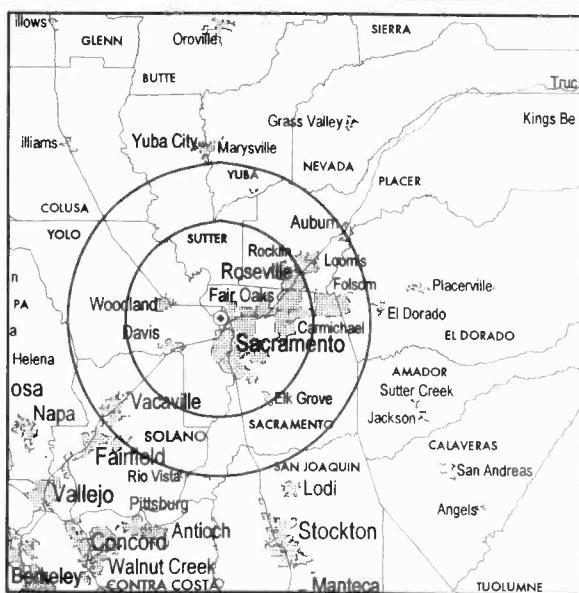 illows
GLENN
Oroville
SIERRA
BUTTE
Truc
Grass Valley
Kings Be
illiams
Yuba City
Marysville
NEVADA
YUBA
PLACER
COLUSA
Auburn
YOLO
SUTTER
Rocklin
Loomis
n
Roseville
Folsom
Placerville
PA
Woodland
Fair Oaks
El Dorado
a
Davis
Carmichael
EL DORADO
Sacramento
Helena
AMADOR
osa
Vacaville
Elk Grove
Sutter Creek
Napa
SACRAMENTO
Jackson
SOLANO
CALAVERAS
Fairfield
SAN JOAQUIN
San Andreas
Rio Vista
Lodi
Vallejo
Pittsburg
Angels
Concord
Antioch
Stockton
Walnut Creek
Berkeley
CONTRA COSTA
Manteca
TUOLUMNE